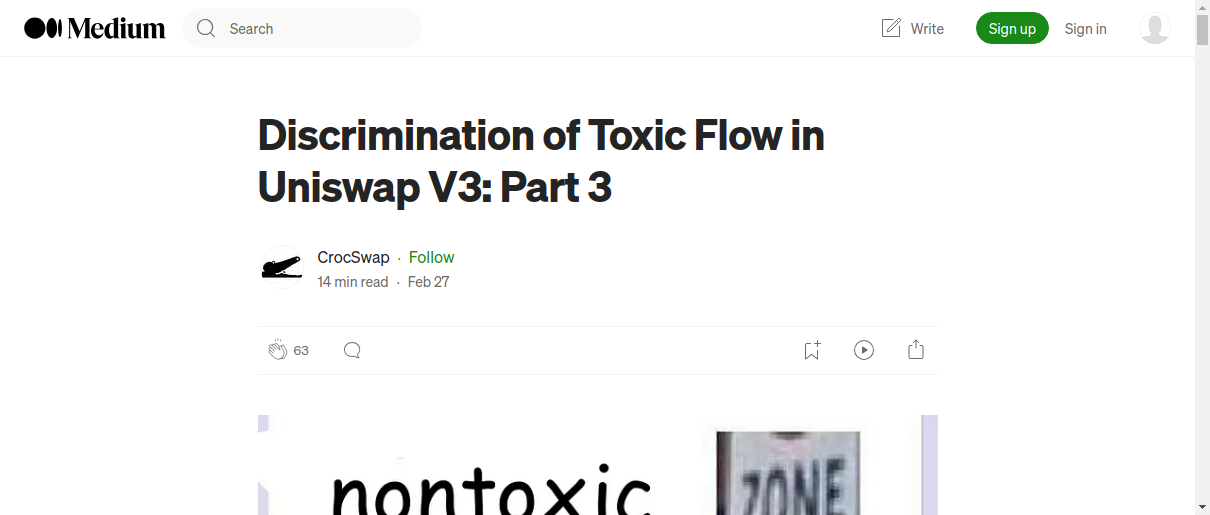 Medium
Search
Write
Sign up
Sign in
Discrimination of Toxic Flow in
Uniswap V3: Part 3
CrocSwap · Follow
14 min read · Feb 27
63
nontoxic
ZONE